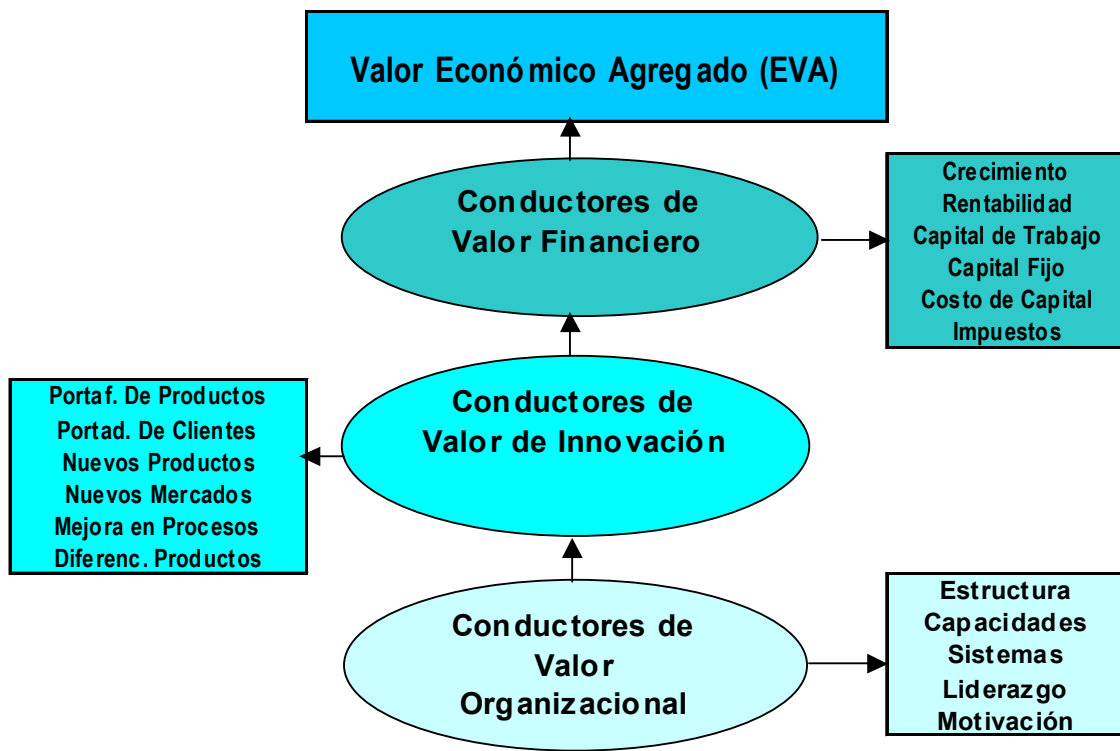 Valor Económico Agregado (EVA)
Conductores de
Valor Financiero
Crecimiento
Rentabilidad
Capital de Trabajo
Capital Fijo
Costo de Capital
Impuestos
Conductores de
Valor de Innovación
Portaf. De Productos
Portad. De Clientes
Nuevos Productos
Nuevos Mercados
Mejora en Procesos
Diferenc. Productos
Conductores de
Valor
Organizacional
Estructura
Capacidades
Sistemas
Liderazgo
Motivación